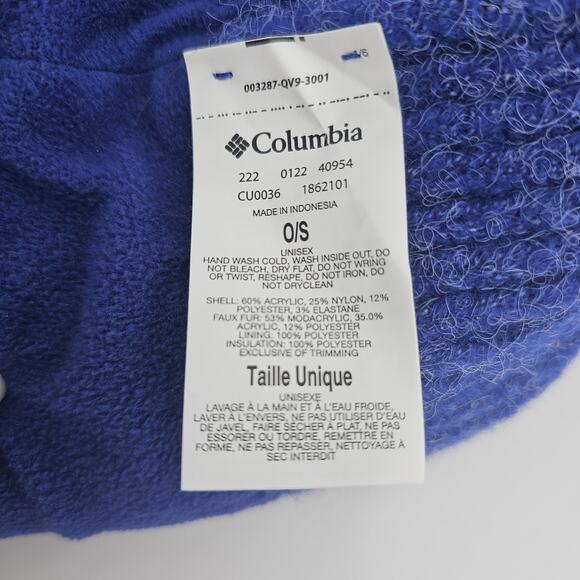 1/6
003287-QV9-3001
Columbia
222 0122 40954
CU0036 1862101
MADE IN INDONESIA
O/S
UNISEX
HAND WASH COLD, WASH INSIDE OUT, DO
NOT BLEACH, DRY FLAT, DO NOT WRING
OR TWIST, RESHAPE, DO NOT IRON, DO
NOT DRYCLEAN
SHELL: 60% ACRYLIC, 25% NYLON, 12%
POLYESTER, 3% ELASTANE
FAUX FUR: 53% MODACRYLIC, 35.0%
ACRYLIC, 12% POLYESTER
LINING: 100% POLYESTER
INSULATION: 100% POLYESTER
EXCLUSIVE OF TRIMMING
Taille Unique
UNISEXE
LAVAGE À LA MAIN ET À L'EAU FROIDE,
LAVER À L'ENVERS, NE PAS UTILISER D'EAU
DE JAVEL, FAIRE SÉCHER À PLAT, NE PAS
ESSORER OU TORDRE, REMETTRE EN
FORME, NE PAS REPASSER, NETTOYAGE À
SEC INTERDIT